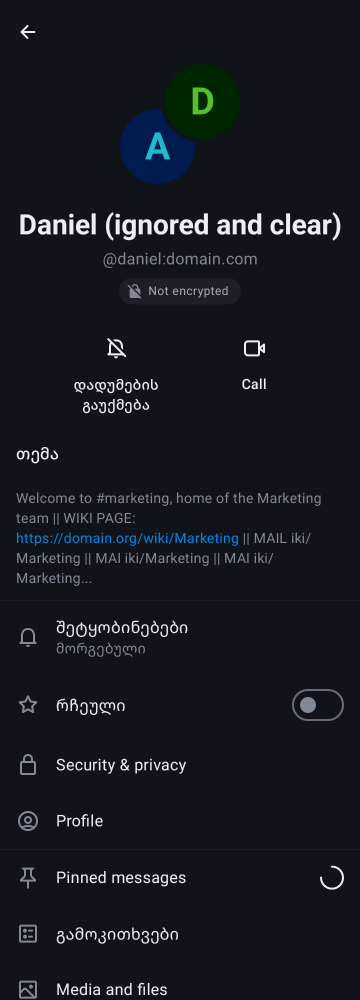 D
A
Daniel (ignored and clear)
@daniel:domain.com
Not encrypted
დადუმების
გაუქმება
Call
თემა
Welcome to #marketing, home of the Marketing
team || WIKI PAGE:
https://domain.org/wiki/Marketing || MAIL iki/
Marketing || MAI iki/Marketing || MAI iki/
Marketing...
შეტყობინებები
მორგებული
რჩეული
Security & privacy
Profile
Pinned messages
გამოკითხვები
Media and files